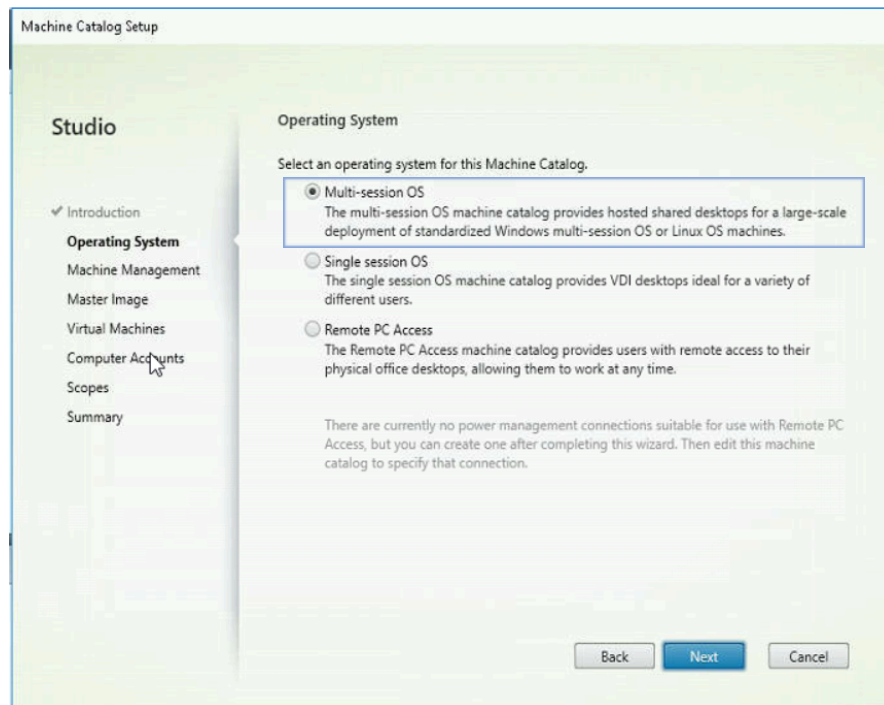 Machine Catalog Setup
Studio
Introduction
Operating System
Machine Management
Master Image
Virtual Machines
Computer Accounts
Scopes
Summary
Operating System
Select an operating system for this Machine Catalog.
Multi-session OS
The multi-session OS machine catalog provides hosted shared desktops for a large-scale
deployment of standardized Windows multi-session OS or Linux OS machines.
Single session OS
The single session OS machine catalog provides VDI desktops ideal for a variety of
different users.
Remote PC Access
The Remote PC Access machine catalog provides users with remote access to their
physical office desktops, allowing them to work at any time.
There are currently no power management connections suitable for use with Remote PC
Access, but you can create one after completing this wizard. Then edit this machine
catalog to specify that connection.
Back
Next
Cancel